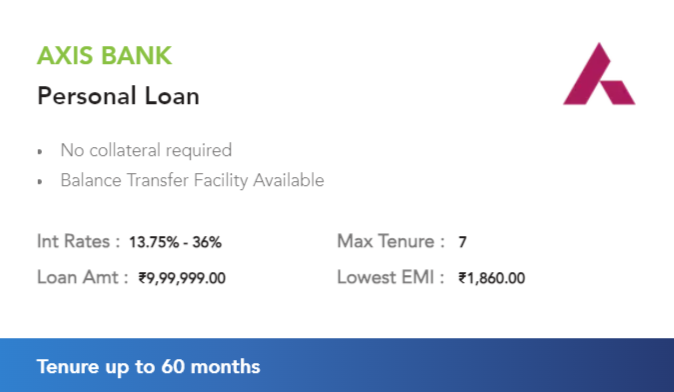 AXIS BANK
Personal Loan
• No collateral required
• Balance Transfer Facility Available
Int Rates : 13.75% - 36% Max Tenure : 7
Loan Amt : ₹9,99,999.00 Lowest EMI : ₹1,860.00
Tenure up to 60 months